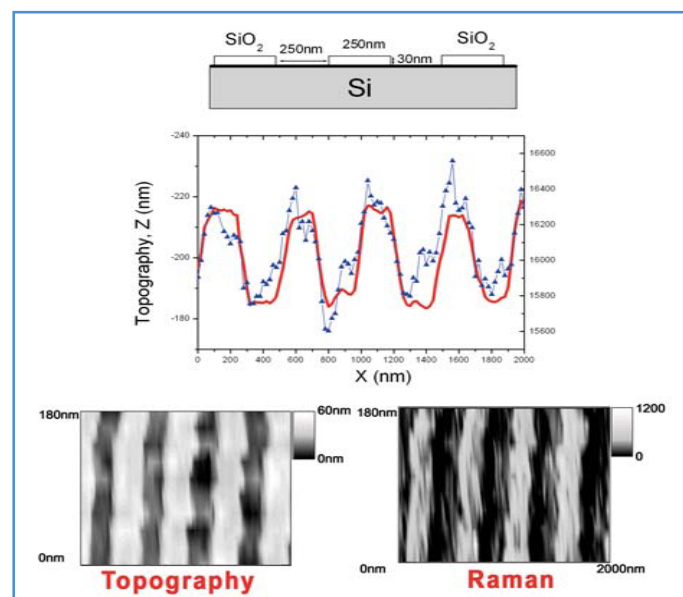 SiO2 SiO2
250nm 250nm
30nm
Si
-240
-220
-200
-180
Topography, Z (nm)
16600
16400
16200
16000
15800
15600
0 200 400 600 800 1000 1200 1400 1600 1800 2000
X (nm)
180nm 60nm 180nm 1200
0nm 0
0nm 0nm 2000nm
Topography Raman